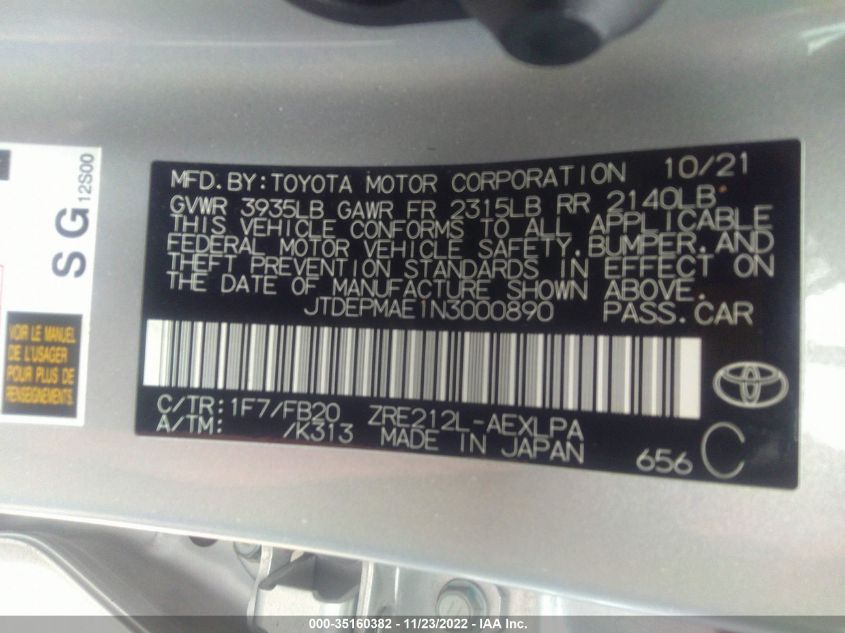 MFD. BY: TOYOTA MOTOR CORPORATION 10/21
GVWR 3935LB GAWR FR 2315LB RR 2140LB
THIS VEHICLE CONFORMS TO ALL APPLICABLE
FEDERAL MOTOR VEHICLE SAFETY, BUMPER, AND
THEFT PREVENTION STANDARDS IN EFFECT ON
THE DATE OF MANUFACTURE SHOWN ABOVE.
JTDEPMAE1N3000890 PASS. CAR
C/TR: 1F7/FB20 ZRE212L-AEXLPA
A/TM: /K313 MADE IN JAPAN
656 C
SG
12S00
VOIR LE MANUEL
DE L'USAGER
POUR PLUS DE
RENSEIGNEMENTS.
000-35160382 - 11/23/2022 - IAA Inc.